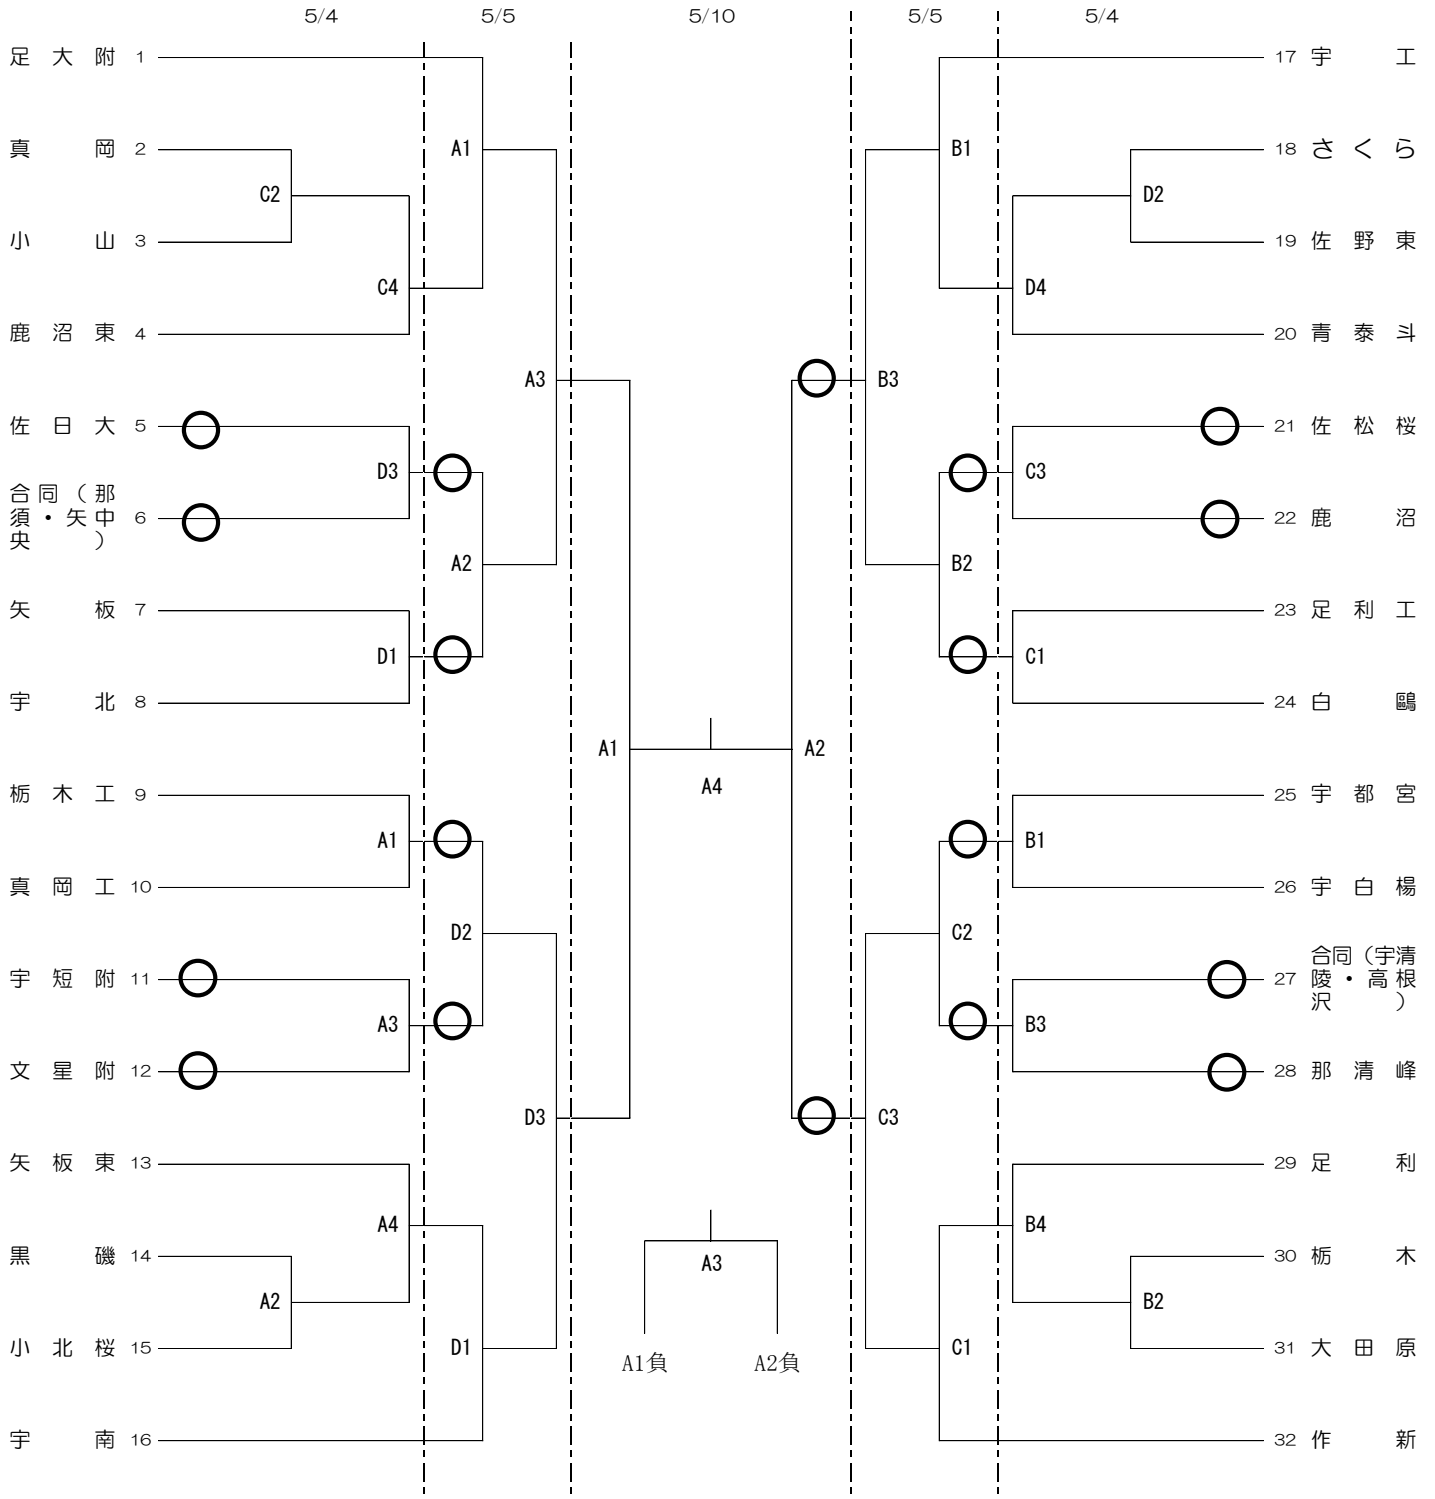 5/4 5/5 5/10 5/5 5/4
足大附 1
17 宇工
真岡 2
A1
B1
18 さくら
C2
D2
小山 3
19 佐野東
C4
D4
鹿沼東 4
20 青泰斗
A3
B3
佐日大 5
21 佐松桜
D3
C3
合同（那
須・矢中
央）
6
22 鹿沼
A2
B2
矢板 7
23 足利工
D1
C1
宇北 8
24 白鷗
A1
A2
A4
栃木工 9
25 宇都宮
A1
B1
真岡工 10
26 宇白楊
D2
C2
宇短附 11
27
合同（宇清
陵・高根
沢）
A3
B3
文星附 12
28 那清峰
D3
C3
矢板東 13
29 足利
A4
B4
黒磯 14
A3
30 栃木
A2
B2
小北桜 15
D1
A1負
A2負
C1
31 大田原
宇南 16
32 作新